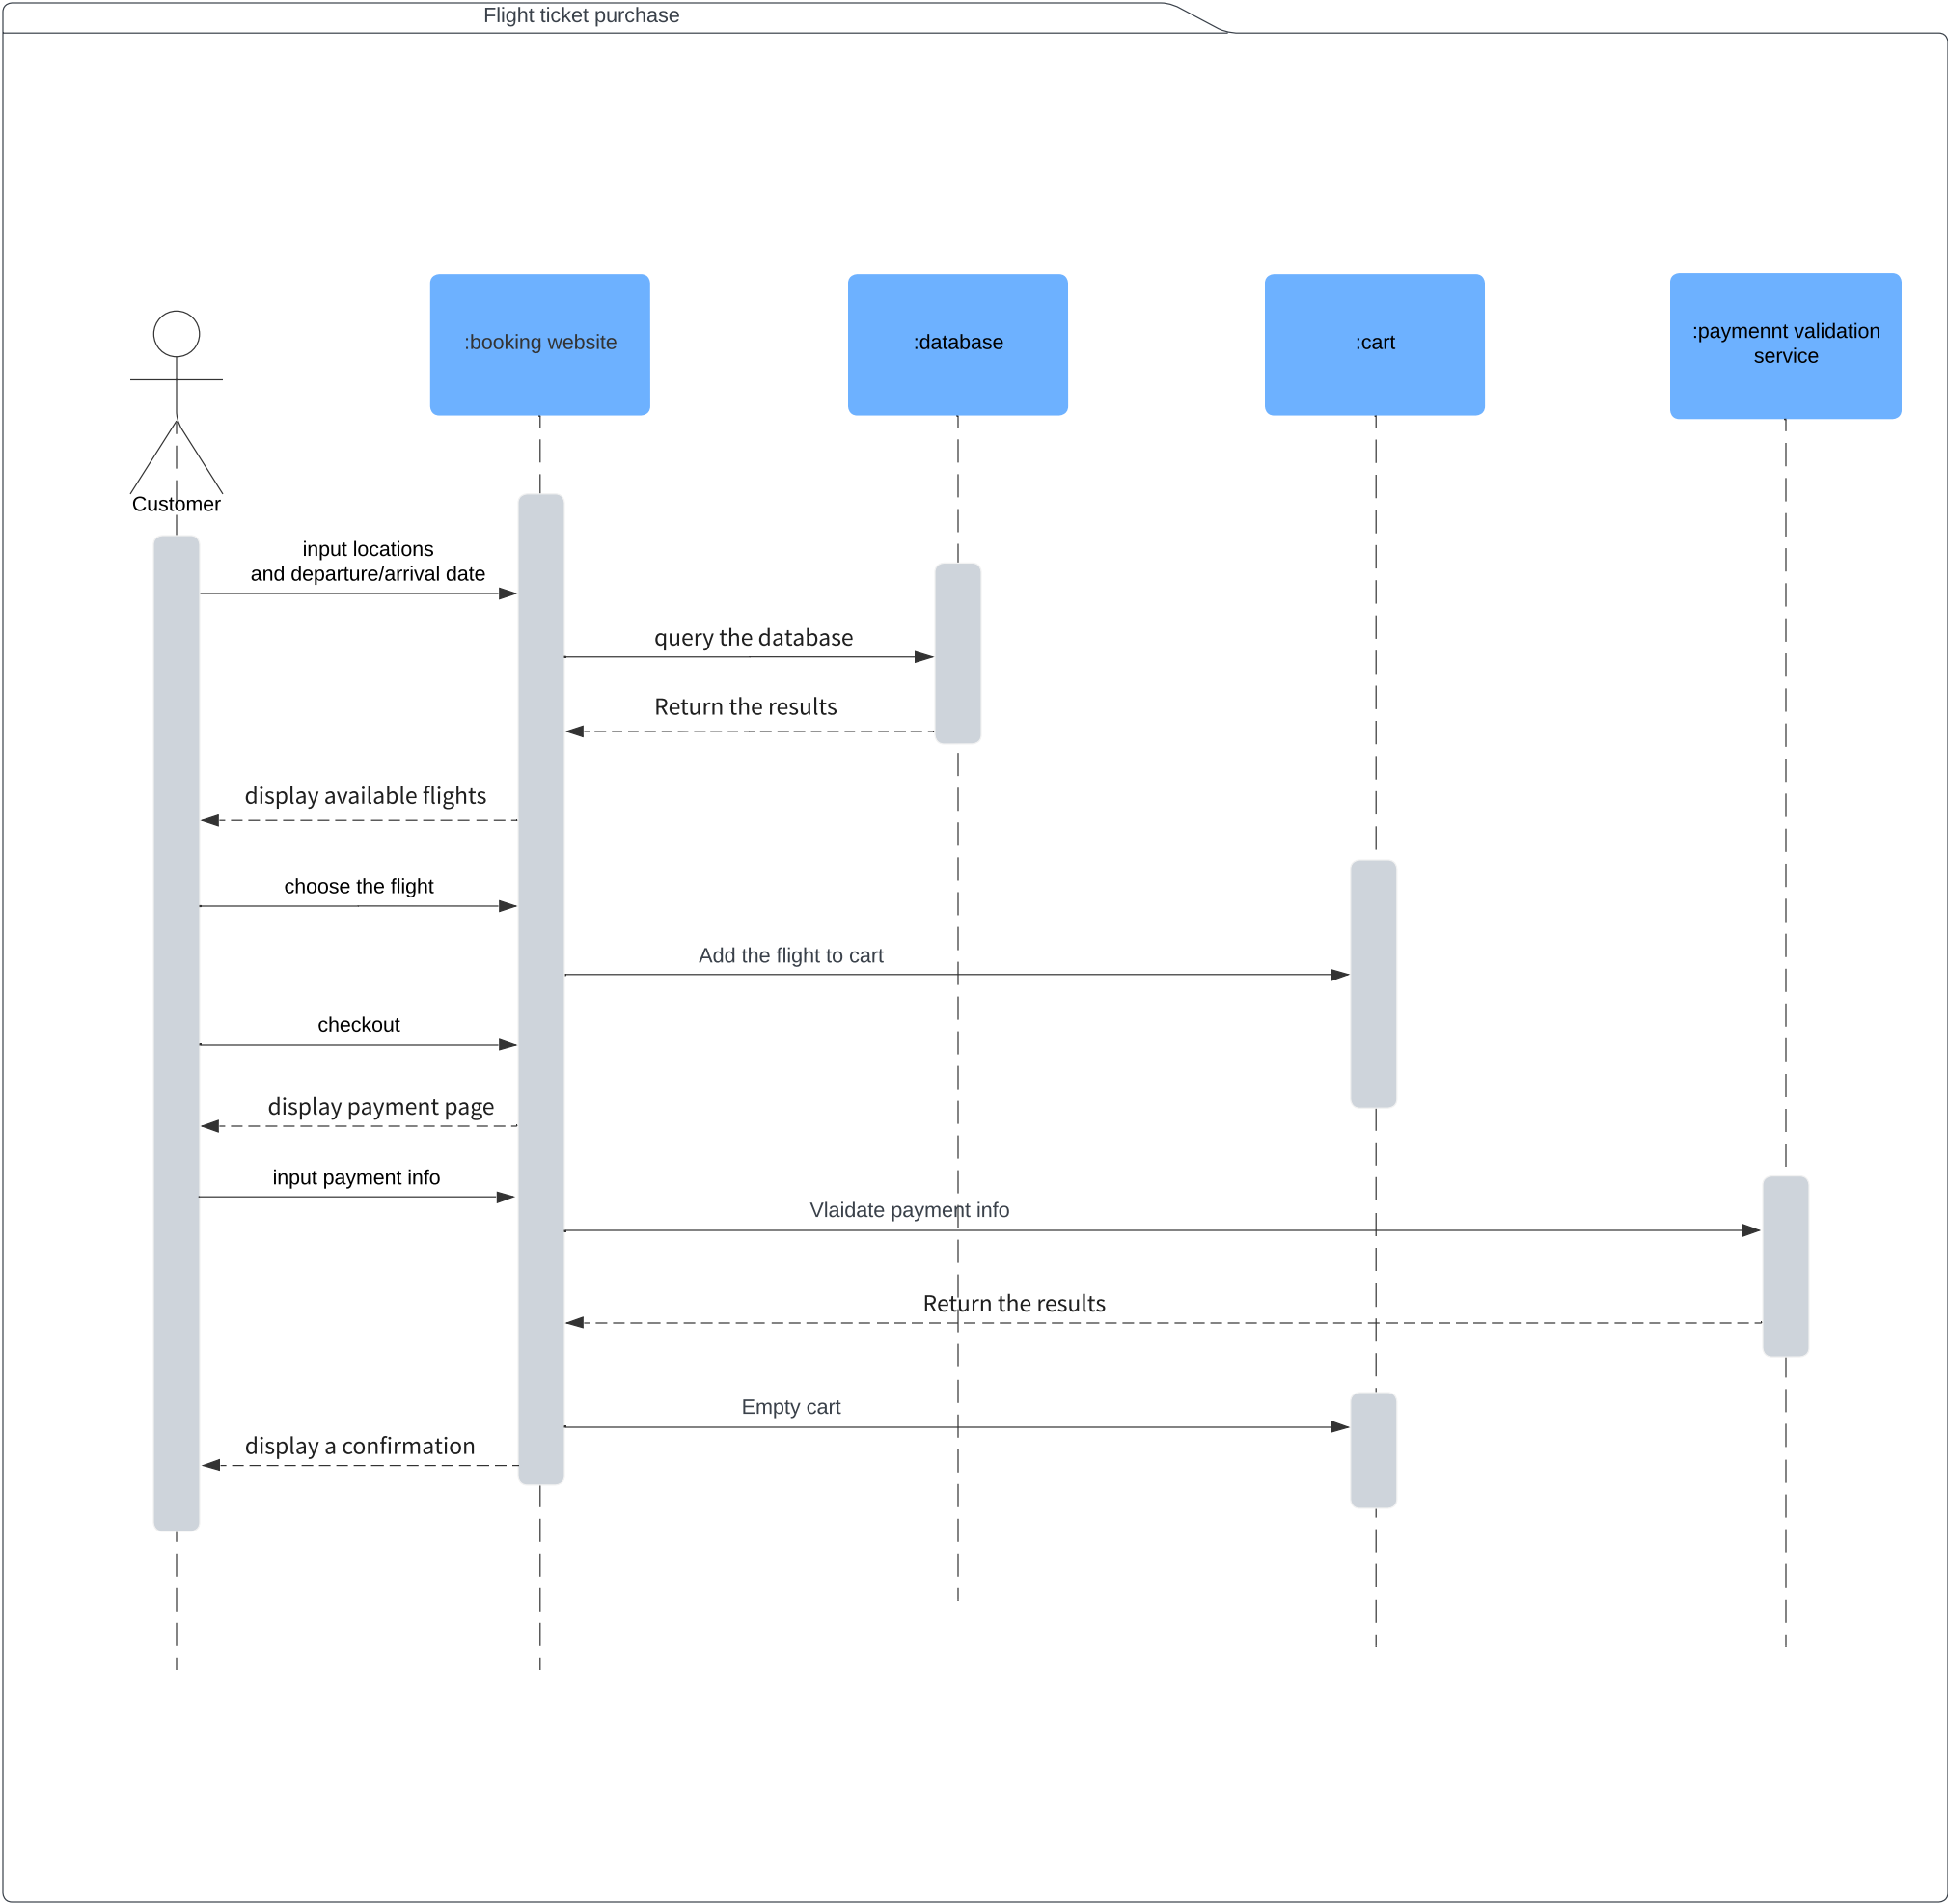 Flight ticket purchase
:booking website
:database
:cart
:paymennt validation
service
Customer
input locations
and departure/arrival date
query the database
Return the results
display available flights
choose the flight
Add the flight to cart
checkout
display payment page
input payment info
Vlaidate payment info
Return the results
Empty cart
display a confirmation